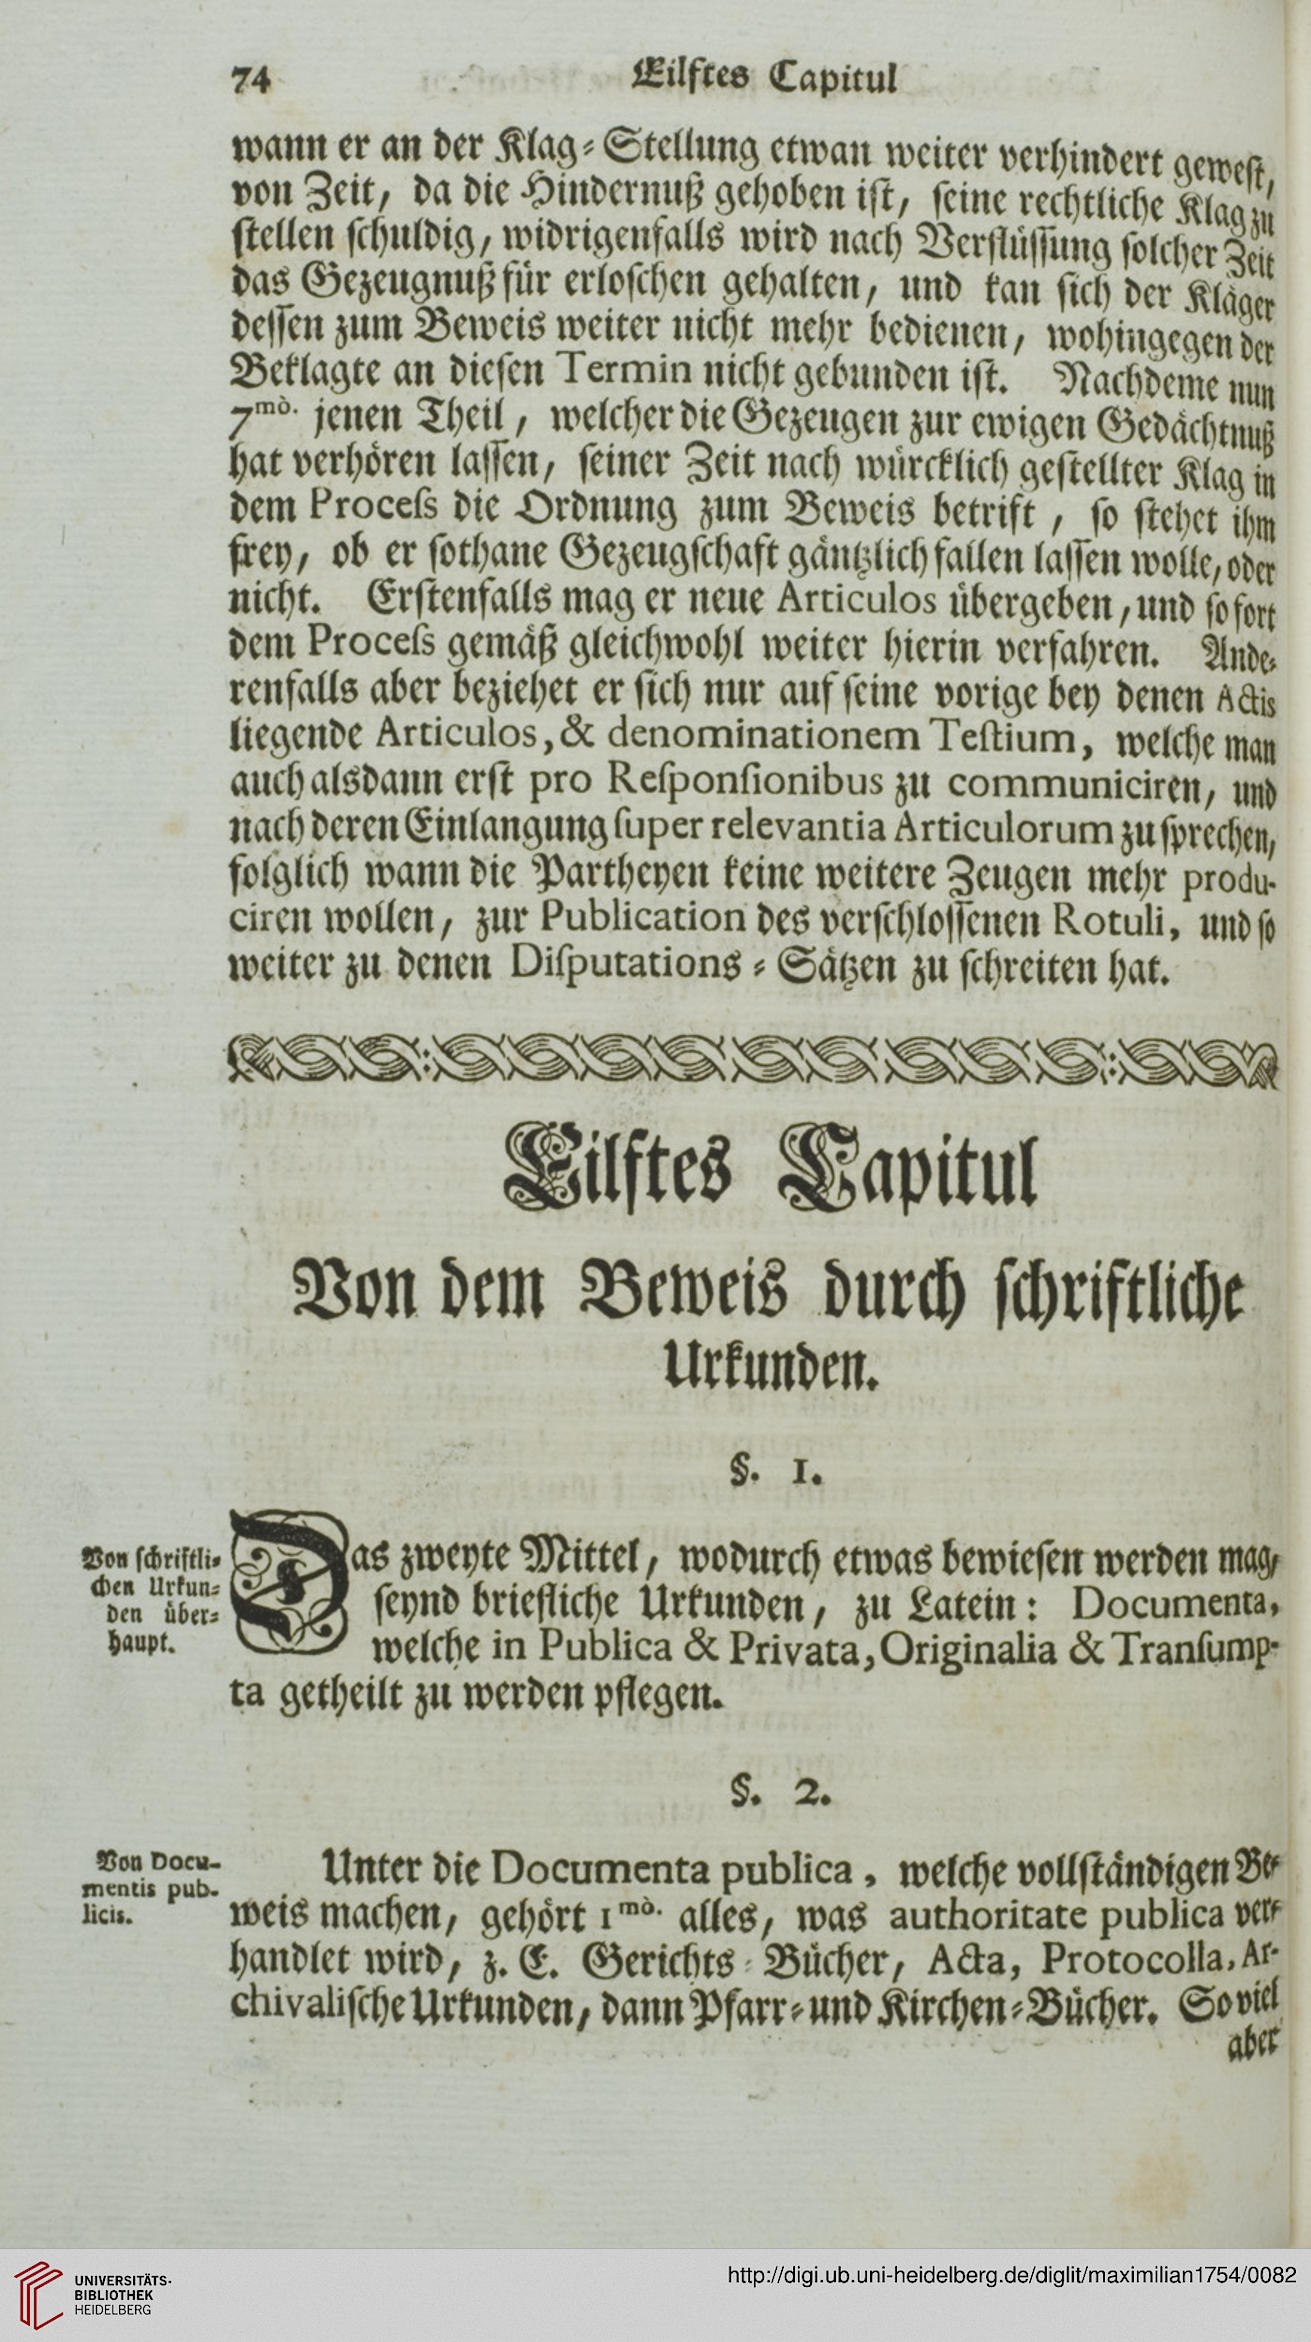 74 Eilftes Capitul
wann er an der Klag-Stellung etwan weiter verhindert gewest,
von Zeit, da die Hindernuß gehoben ist, seine rechtliche Klag zu
stellen schuldig, widrigenfalls wird nach Verflüssung solcher Zeit
das Gezeugnuß für erloschen gehalten, und kan sich der Kläger
dessen zum Beweis weiter nicht mehr bedienen, wohingegen der
Beklagte an diesen Termin nicht gebunden ist. Nachdeme nun
7mò. jenen Theil, welcher die Gezeugen zur ewigen Gedächtnuß
hat verhören lassen, seiner Zeit nach würcklich gestellter Klag in
dem Process die Ordnung zum Beweis betrift, so stehet ihm
frey, ob er sothane Gezeugschaft gäntzlich fallen lassen wolle, oder
nicht. Erstenfalls mag er neue Articulos übergeben, und sofort
dem Process gemäß gleichwohl weiter hierin verfahren. Ande-
renfalls aber beziehet er sich nur auf seine vorige bey denen Actis
liegende Articulos, & denominationem Testium, welche man
auch alsdann erst pro Responsionibus zu communiciren, und
nach deren Einlangung super relevantia Articulorum zu sprechen,
folglich wann die Partheyen keine weitere Zeugen mehr produ-
ciren wollen, zur Publication des verschlossenen Rotuli, und so
weiter zu denen Disputations-Sätzen zu schreiten hat.
Eilftes Capitul
Von dem Beweis durch schriftliche
Urkunden.
§. 1.
Von schriftli-
chen Urkun-
den über-
haupt.
Das zweyte Mittel, wodurch etwas bewiesen werden mag,
seynd briefliche Urkunden, zu Latein: Documenta,
welche in Publica & Privata, Originalia & Transump-
ta getheilt zu werden pflegen.
§. 2.
Von Docu-
mentis pub-
licis.
Unter die Documenta publica, welche vollständigen Be-
weis machen, gehört 1mò. alles, was authoritate publica ver-
handlet wird, z. E. Gerichts-Bücher, Acta, Protocolla, Ar-
chivalische Urkunden, dann Pfarr- und Kirchen-Bücher. So viel
aber
UNIVERSITÄTS-
BIBLIOTHEK
HEIDELBERG
http://digi.ub.uni-heidelberg.de/diglit/maximilian1754/0082